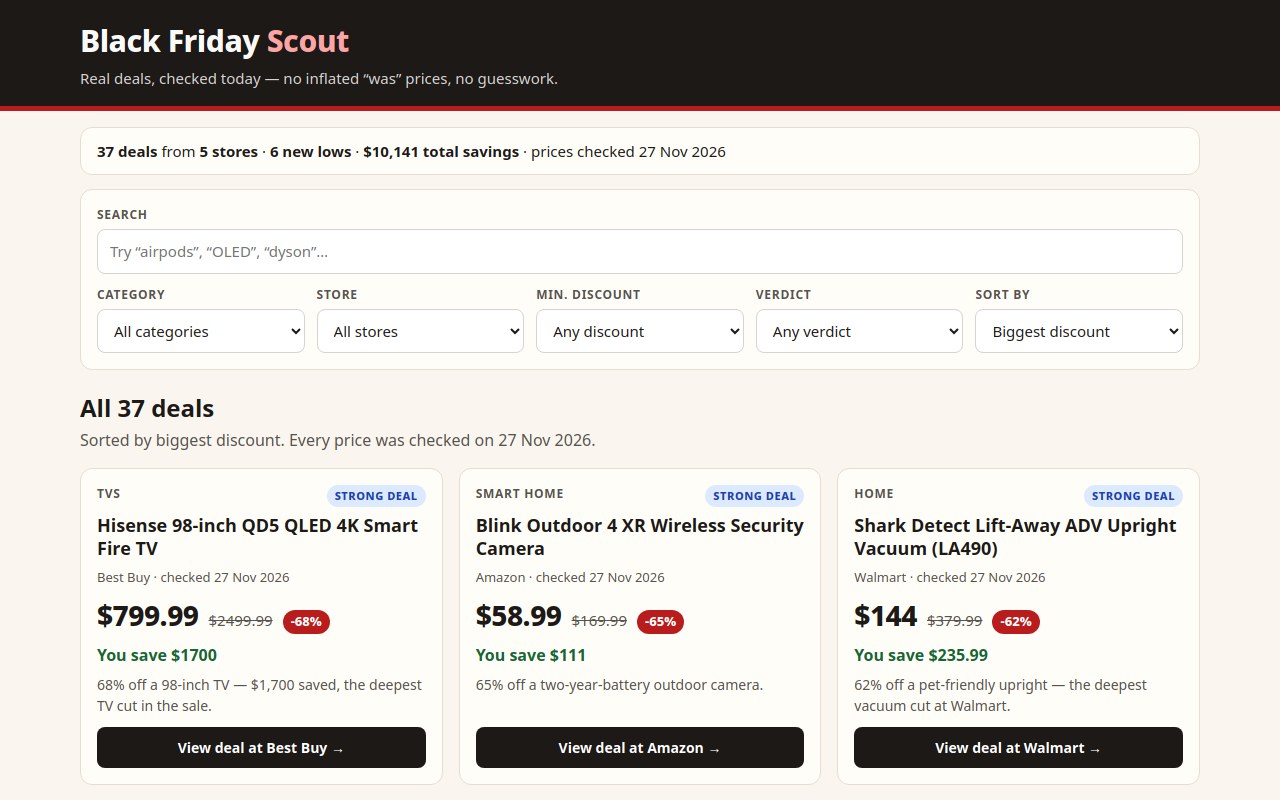 Black Friday Scout
Real deals, checked today — no inflated “was” prices, no guesswork.
37 deals from 5 stores · 6 new lows · $10,141 total savings · prices checked 27 Nov 2026
SEARCH
Try “airpods”, “OLED”, “dyson”…
CATEGORY STORE MIN. DISCOUNT VERDICT SORT BY
All categories All stores Any discount Any verdict Biggest discount
All 37 deals
Sorted by biggest discount. Every price was checked on 27 Nov 2026.
TVS STRONG DEAL
Hisense 98-inch QD5 QLED 4K Smart
Fire TV
Best Buy · checked 27 Nov 2026
$799.99 $2499.99 -68%
You save $1700
68% off a 98-inch TV — $1,700 saved, the deepest
TV cut in the sale.
View deal at Best Buy →
SMART HOME STRONG DEAL
Blink Outdoor 4 XR Wireless Security
Camera
Amazon · checked 27 Nov 2026
$58.99 $169.99 -65%
You save $111
65% off a two-year-battery outdoor camera.
View deal at Amazon →
HOME STRONG DEAL
Shark Detect Lift-Away ADV Upright
Vacuum (LA490)
Walmart · checked 27 Nov 2026
$144 $379.99 -62%
You save $235.99
62% off a pet-friendly upright — the deepest
vacuum cut at Walmart.
View deal at Walmart →